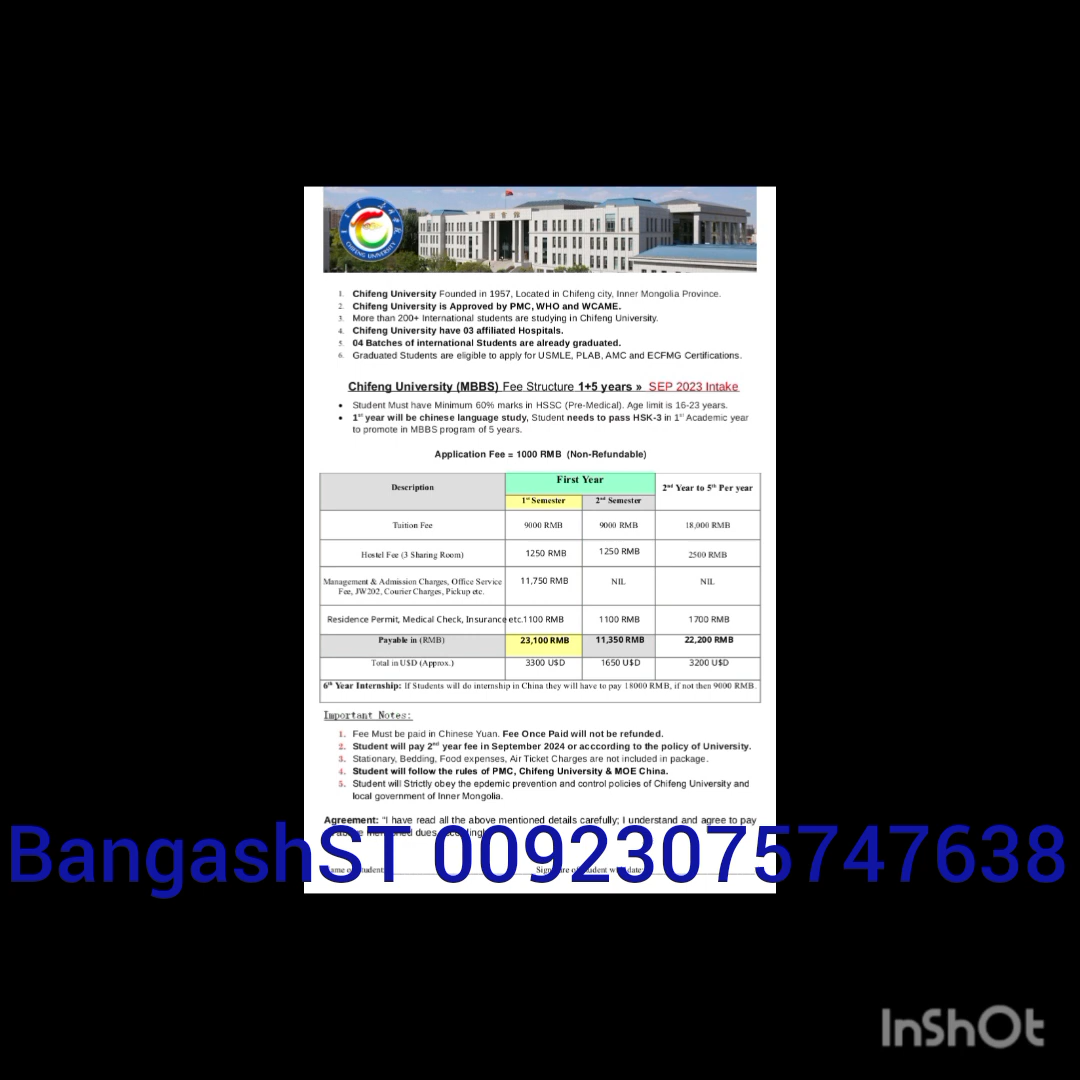 CHIFENG UNIVERSITY
1. Chifeng University Founded in 1957, Located in Chifeng city, Inner Mongolia Province.
2. Chifeng University is Approved by PMC, WHO and WCAME.
3. More than 200+ International students are studying in Chifeng University.
4. Chifeng University have 03 affiliated Hospitals.
5. 04 Batches of international Students are already graduated.
6. Graduated Students are eligible to apply for USMLE, PLAB, AMC and ECFMG Certifications.
Chifeng University (MBBS) Fee Structure 1+5 years » SEP 2023 Intake
• Student Must have Minimum 60% marks in HSSC (Pre-Medical). Age limit is 16-23 years.
• 1st year will be chinese language study, Student needs to pass HSK-3 in 1st Academic year
to promote in MBBS program of 5 years.
Application Fee = 1000 RMB (Non-Refundable)
Description First Year 2nd Year to 5th Per year
1st Semester 2nd Semester
Tuition Fee 9000 RMB 9000 RMB 18,000 RMB
Hostel Fee (3 Sharing Room) 1250 RMB 1250 RMB 2500 RMB
Management & Admission Charges, Office Service 11,750 RMB NIL NIL
Fee, JW202, Courier Charges, Pickup etc.
Residence Permit, Medical Check, Insurance etc. 1100 RMB 1100 RMB 1700 RMB
Payable in (RMB) 23,100 RMB 11,350 RMB 22,200 RMB
Total in USD (Approx.) 3300 USD 1650 USD 3200 USD
6th Year Internship: If Students will do internship in China they will have to pay 18000 RMB, if not then 9000 RMB.
Important Notes:
1. Fee Must be paid in Chinese Yuan. Fee Once Paid will not be refunded.
2. Student will pay 2nd year fee in September 2024 or acccording to the policy of University.
3. Stationary, Bedding, Food expenses, Air Ticket Charges are not included in package.
4. Student will follow the rules of PMC, Chifeng University & MOE China.
5. Student will Strictly obey the epdemic prevention and control policies of Chifeng University and
local government of Inner Mongolia.
Agreement: "I have read all the above mentioned details carefully; I understand and agree to pay
dues
BangashST 00923075747638
InShOt